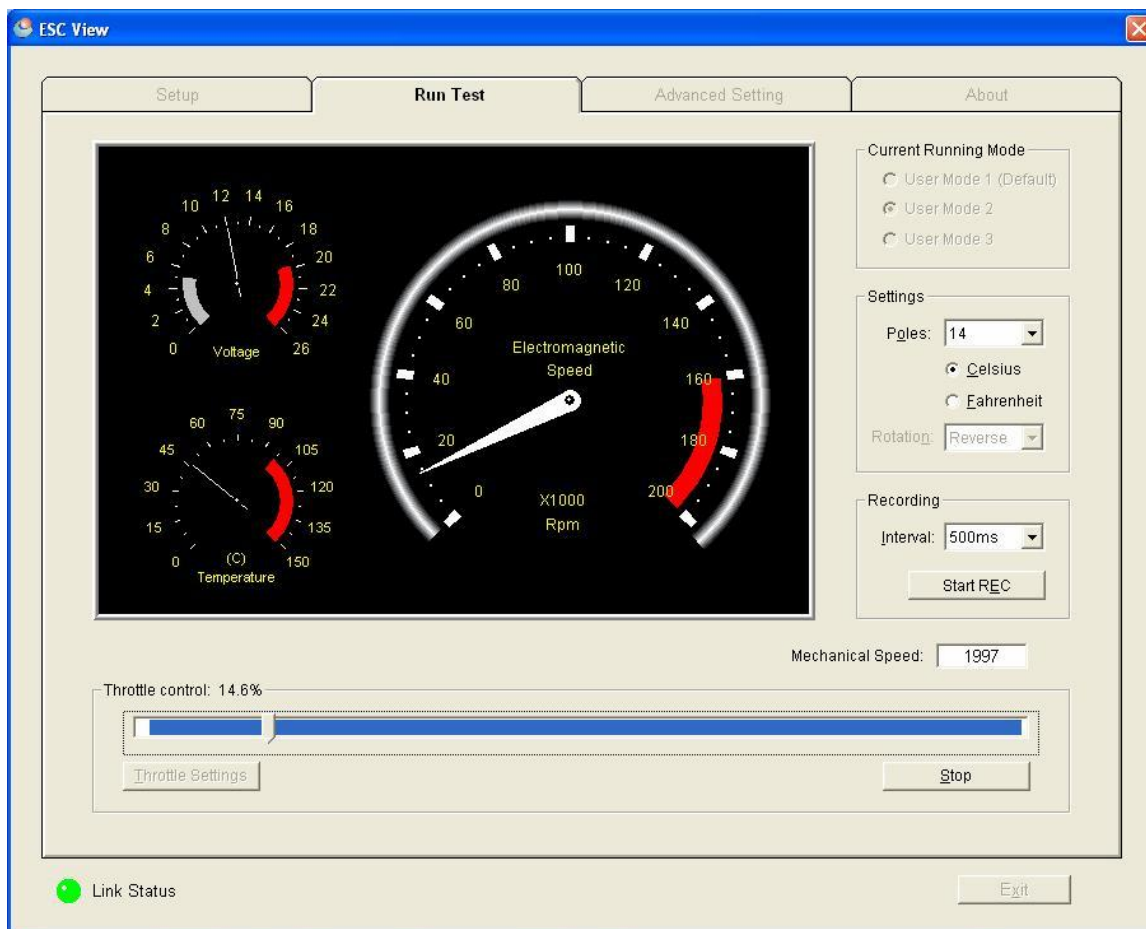 ESC View
Setup
Run Test
Advanced Setting
About
0 2 4 6 8 10 12 14 16 18 20 22 24 26
Voltage
0 15 30 45 60 75 90 105 120 135 150
(C)
Temperature
0 20 40 60 80 100 120 140 160 180 200
Electromagnetic
Speed
X1000
Rpm
Current Running Mode
User Mode 1 (Default)
User Mode 2
User Mode 3
Settings
Poles: 14
Celsius
Fahrenheit
Rotation: Reverse
Recording
Interval: 500ms
Start REC
Mechanical Speed: 1997
Throttle control: 14.6%
Throttle Settings
Stop
Link Status
Exit